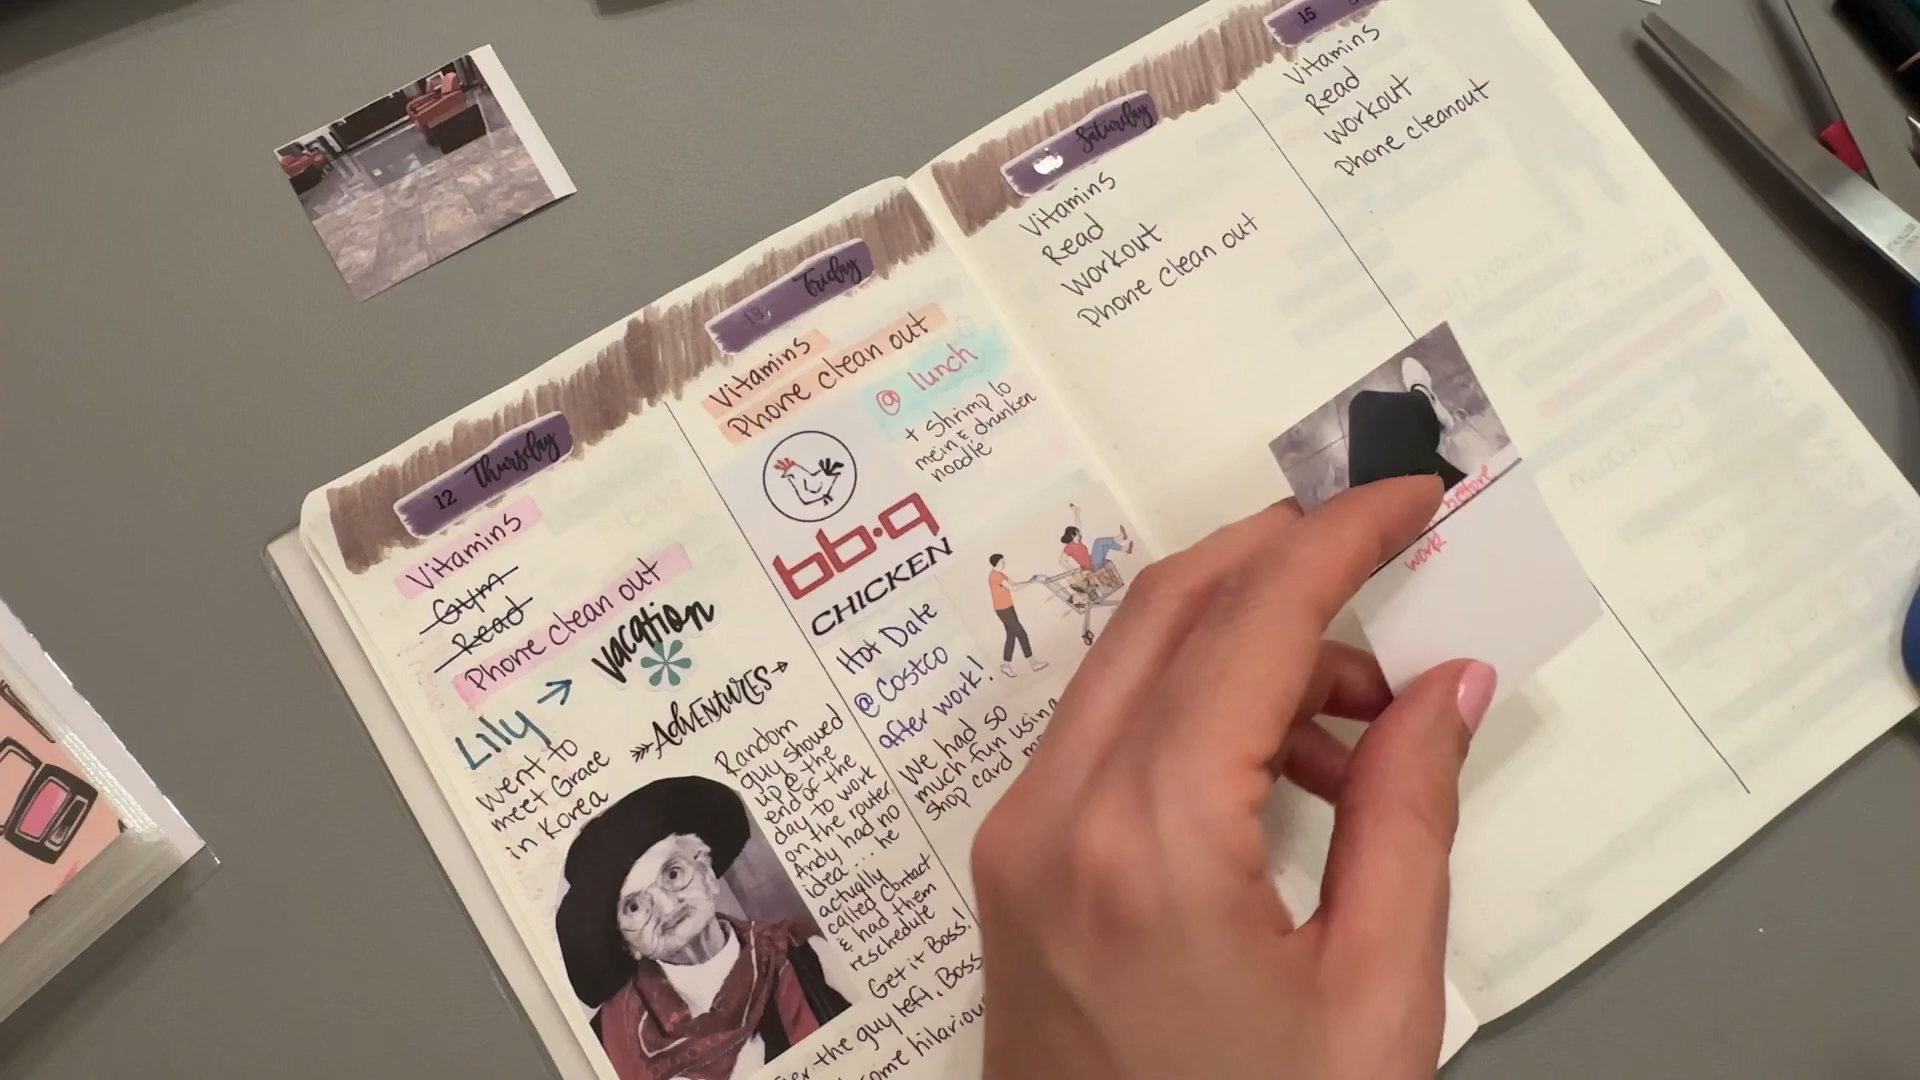 12 Thursday
Vitamins
Gym
Read
Phone clean out
Lily → vacation
ADVENTURES
went to
meet Grace
in Korea
Random
guy showed
up @ the
end of the
day to work
on the router.
Andy had no
idea... he
actually
called Contact
& had them
reschedule
Get it Boss!
the guy left, Boss
some hilariou
13 Friday
Vitamins
Phone clean out
@ lunch
+ Shrimp lo
mein & drunken
noodle
bb.q
CHICKEN
Hot Date
@ Costco
after work!
We had so
much fun using
shop card
Saturday
Vitamins
Read
Workout
Phone clean out
15
Vitamins
Read
Workout
Phone cleanout
before
work